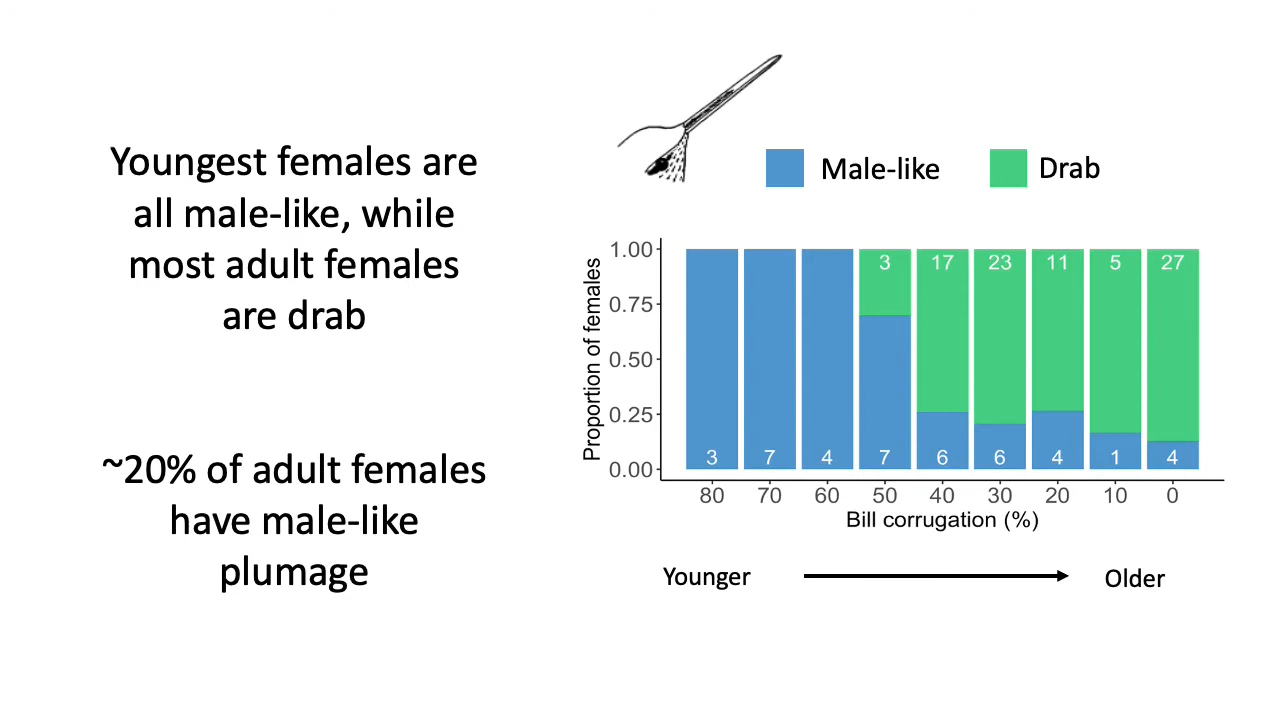 Youngest females are
all male-like, while
most adult females
are drab
~20% of adult females
have male-like
plumage
Male-like
Drab
Proportion of females
1.00
0.75
0.50
0.25
0.00
3 17 23 11 5 27
3 7 4 7 6 6 4 1 4
80 70 60 50 40 30 20 10 0
Bill corrugation (%)
Younger
Older